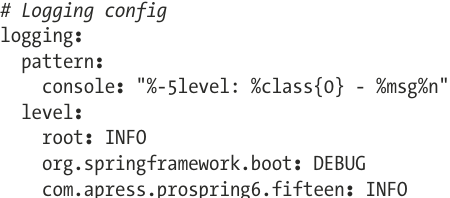 # Logging config
logging:
  pattern:
    console: "%-5level: %class{0} - %msg%n"
  level:
    root: INFO
    org.springframework.boot: DEBUG
    com.apress.prospring6.fifteen: INFO